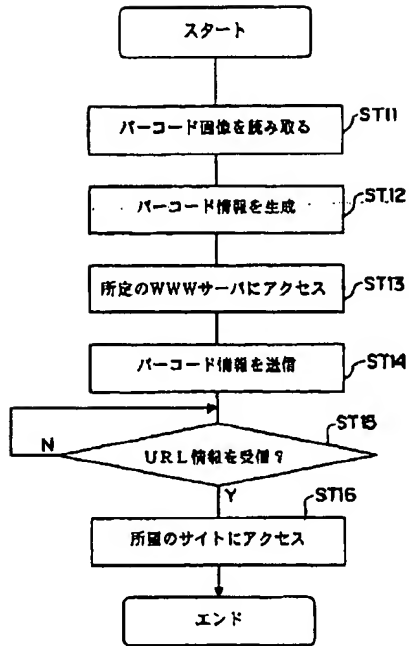 スタート
バーコード画像を読み取る
ST11
バーコード情報を生成
ST12
所定のWWWサーバにアクセス
ST13
バーコード情報を送信
ST14
URL情報を受信?
ST15
N
Y
ST16
所望のサイトにアクセス
エンド